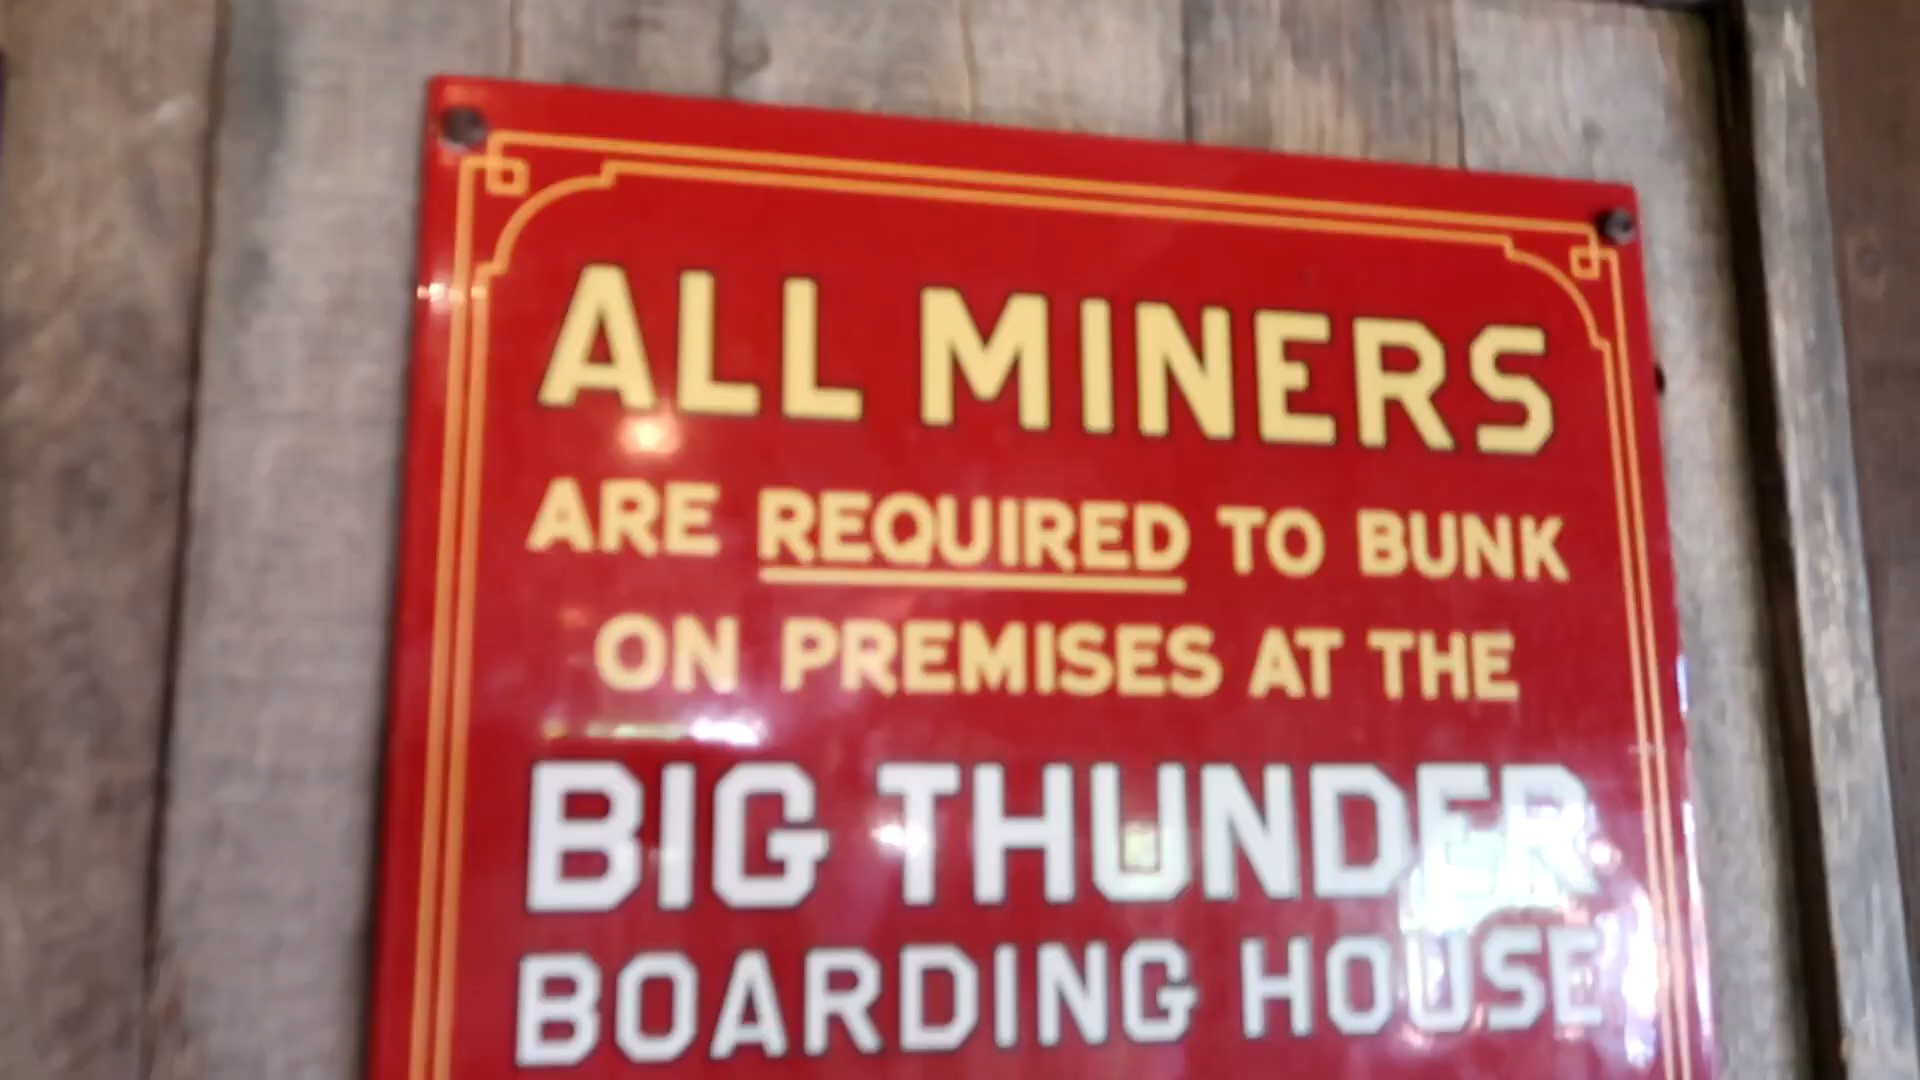 ALL MINERS
ARE REQUIRED TO BUNK
ON PREMISES AT THE
BIG THUNDER
BOARDING HOUSE